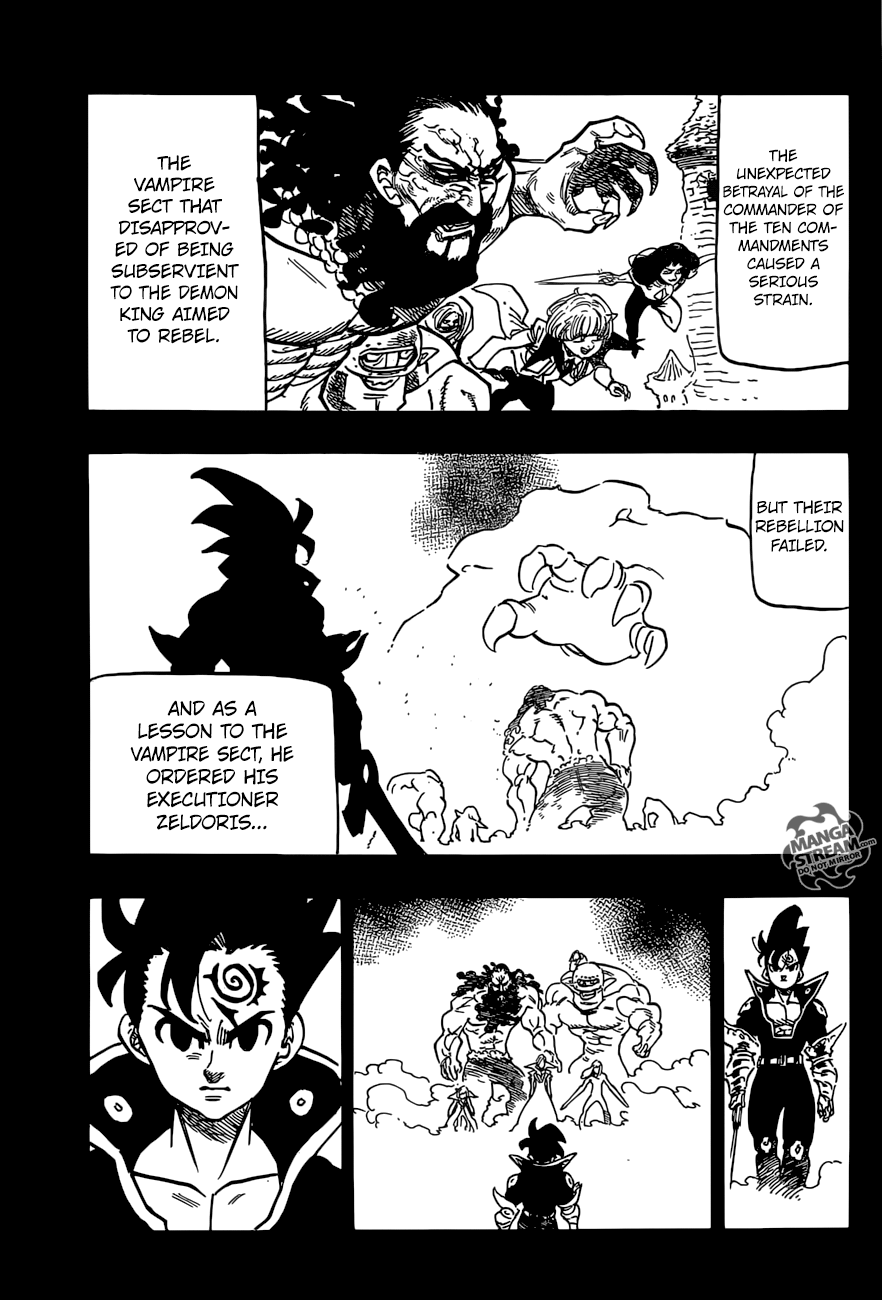 THE
UNEXPECTED
BETRAYAL OF THE
COMMANDER OF
THE TEN COM-
MANDMENTS
CAUSED A
SERIOUS
STRAIN.
THE
VAMPIRE
SECT THAT
DISAPPROV-
ED OF BEING
SUBSERVIENT
TO THE DEMON
KING AIMED
TO REBEL.
BUT THEIR
REBELLION
FAILED.
AND AS A
LESSON TO THE
VAMPIRE SECT, HE
ORDERED HIS
EXECUTIONER
ZELDORIS...
MANGA
STREAM.com
DO NOT MIRROR